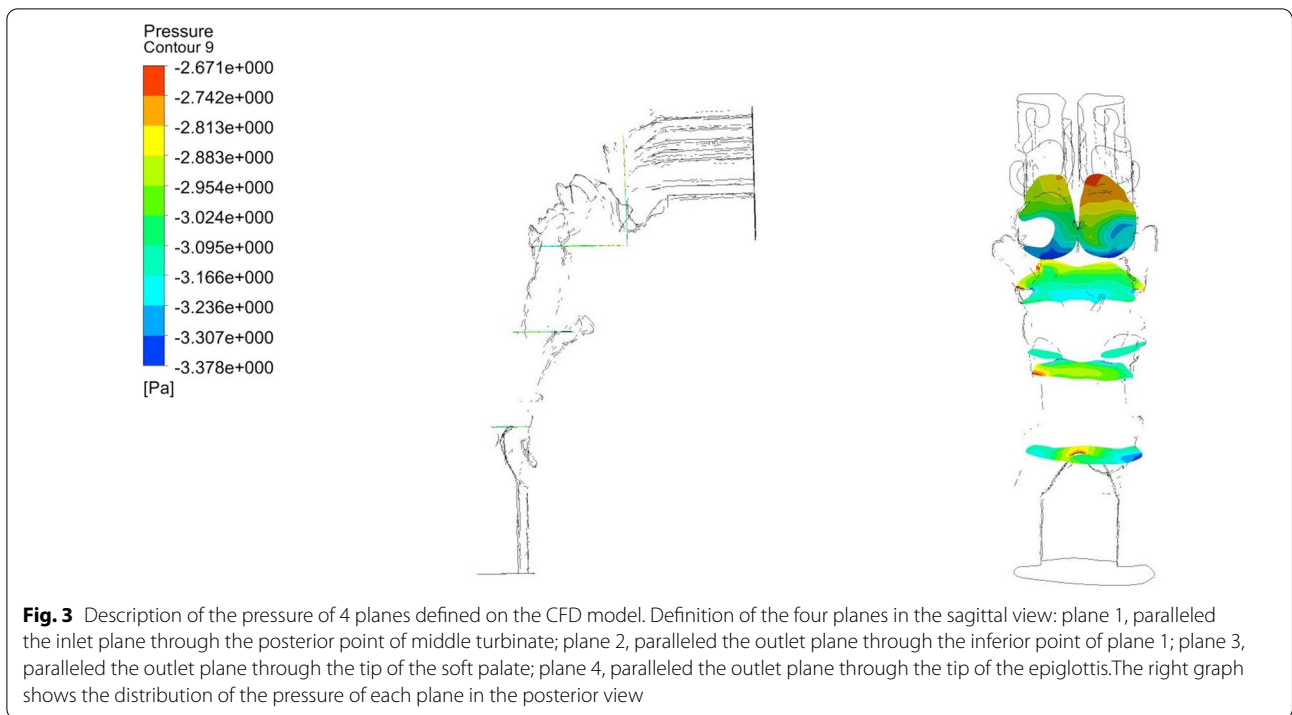 Pressure
Contour 9
-2.671e+000
-2.742e+000
-2.813e+000
-2.883e+000
-2.954e+000
-3.024e+000
-3.095e+000
-3.166e+000
-3.236e+000
-3.307e+000
-3.378e+000
[Pa]
Fig. 3 Description of the pressure of 4 planes defined on the CFD model. Definition of the four planes in the sagittal view: plane 1, paralleled
the inlet plane through the posterior point of middle turbinate; plane 2, paralleled the outlet plane through the inferior point of plane 1; plane 3,
paralleled the outlet plane through the tip of the soft palate; plane 4, paralleled the outlet plane through the tip of the epiglottis.The right graph
shows the distribution of the pressure of each plane in the posterior view